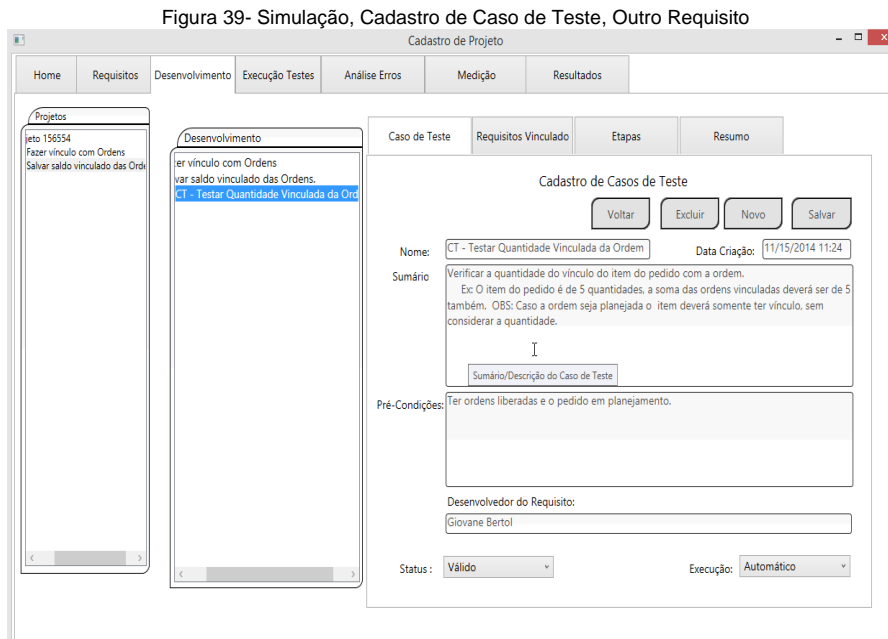 Figura 39- Simulação, Cadastro de Caso de Teste, Outro Requisito
Cadastro de Projeto
Home Requisitos Desenvolvimento Execução Testes Análise Erros Medição Resultados
Projetos
jeto 156554
Fazer vínculo com Ordens
Salvar saldo vinculado das Orde
Desenvolvimento
er vínculo com Ordens
var saldo vinculado das Ordens.
CT - Testar Quantidade Vinculada da Ord
Caso de Teste Requisitos Vinculado Etapas Resumo
Cadastro de Casos de Teste
Voltar Excluir Novo Salvar
Nome: CT - Testar Quantidade Vinculada da Ordem Data Criação: 11/15/2014 11:24
Sumário
Verificar a quantidade do vínculo do item do pedido com a ordem.
Ex: O item do pedido é de 5 quantidades, a soma das ordens vinculadas deverá ser de 5
também. OBS: Caso a ordem seja planejada o item deverá somente ter vínculo, sem
considerar a quantidade.
Sumário/Descrição do Caso de Teste
Pré-Condições: Ter ordens liberadas e o pedido em planejamento.
Desenvolvedor do Requisito:
Giovane Bertol
Status : Válido Execução: Automático